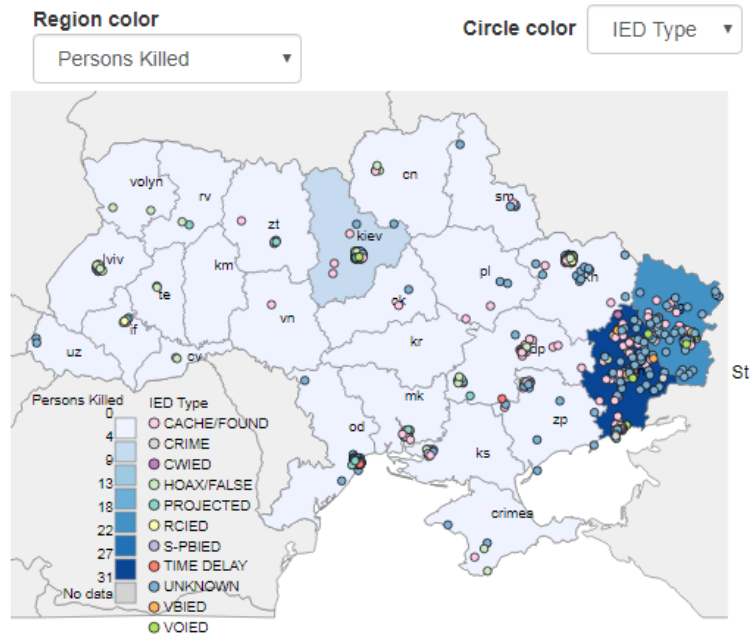 Region color
Persons Killed
Circle color
IED Type
volyn
rv
zt
cn
sm
kiev
lviv
te
km
vn
if
cv
uz
pl
ck
kr
dp
mk
od
ks
zp
crimea
St
Persons Killed
0
4
9
13
18
22
27
31
No data
IED Type
CACHE/FOUND
CRIME
CWIED
HOAX/FALSE
PROJECTED
RCIED
S-PBIED
TIME DELAY
UNKNOWN
VBIED
VOIED